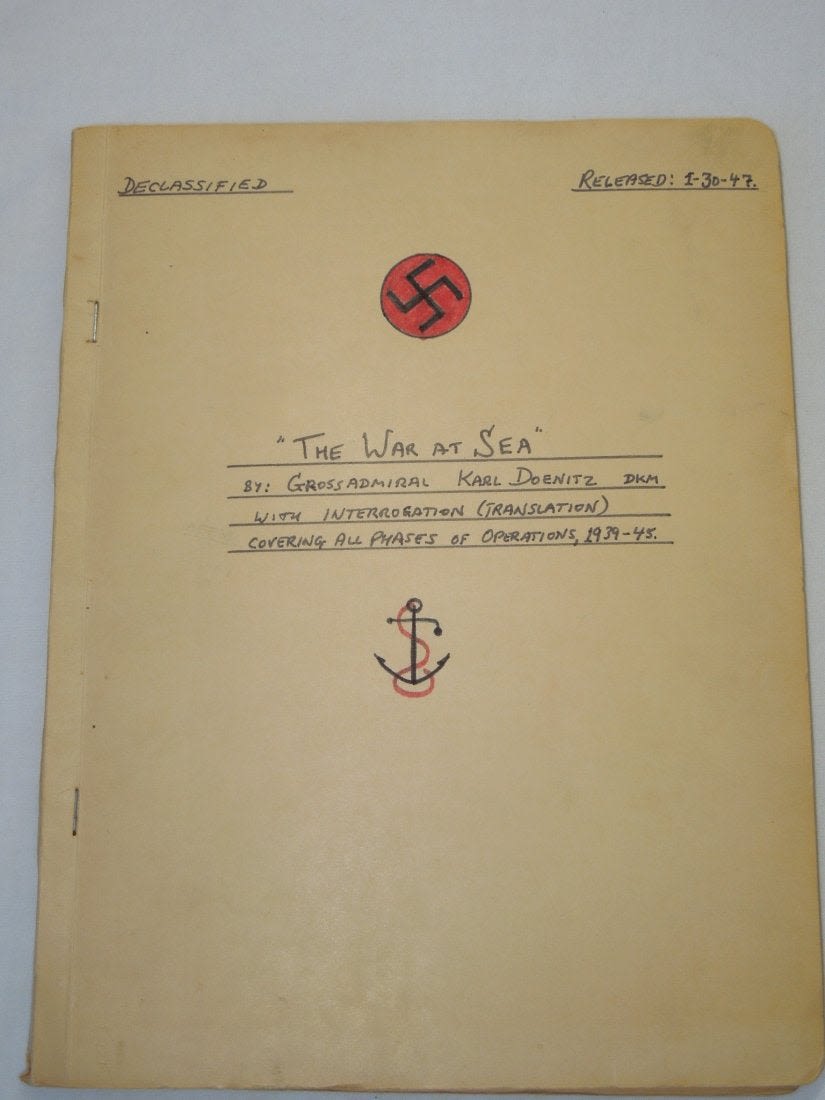 DECLASSIFIED
RELEASED: 1-30-47.
"THE WAR AT SEA"
BY: GROSSADMIRAL KARL DOENITZ DKM
WITH INTERROGATION (TRANSLATION)
COVERING ALL PHASES OF OPERATIONS, 1939-45.